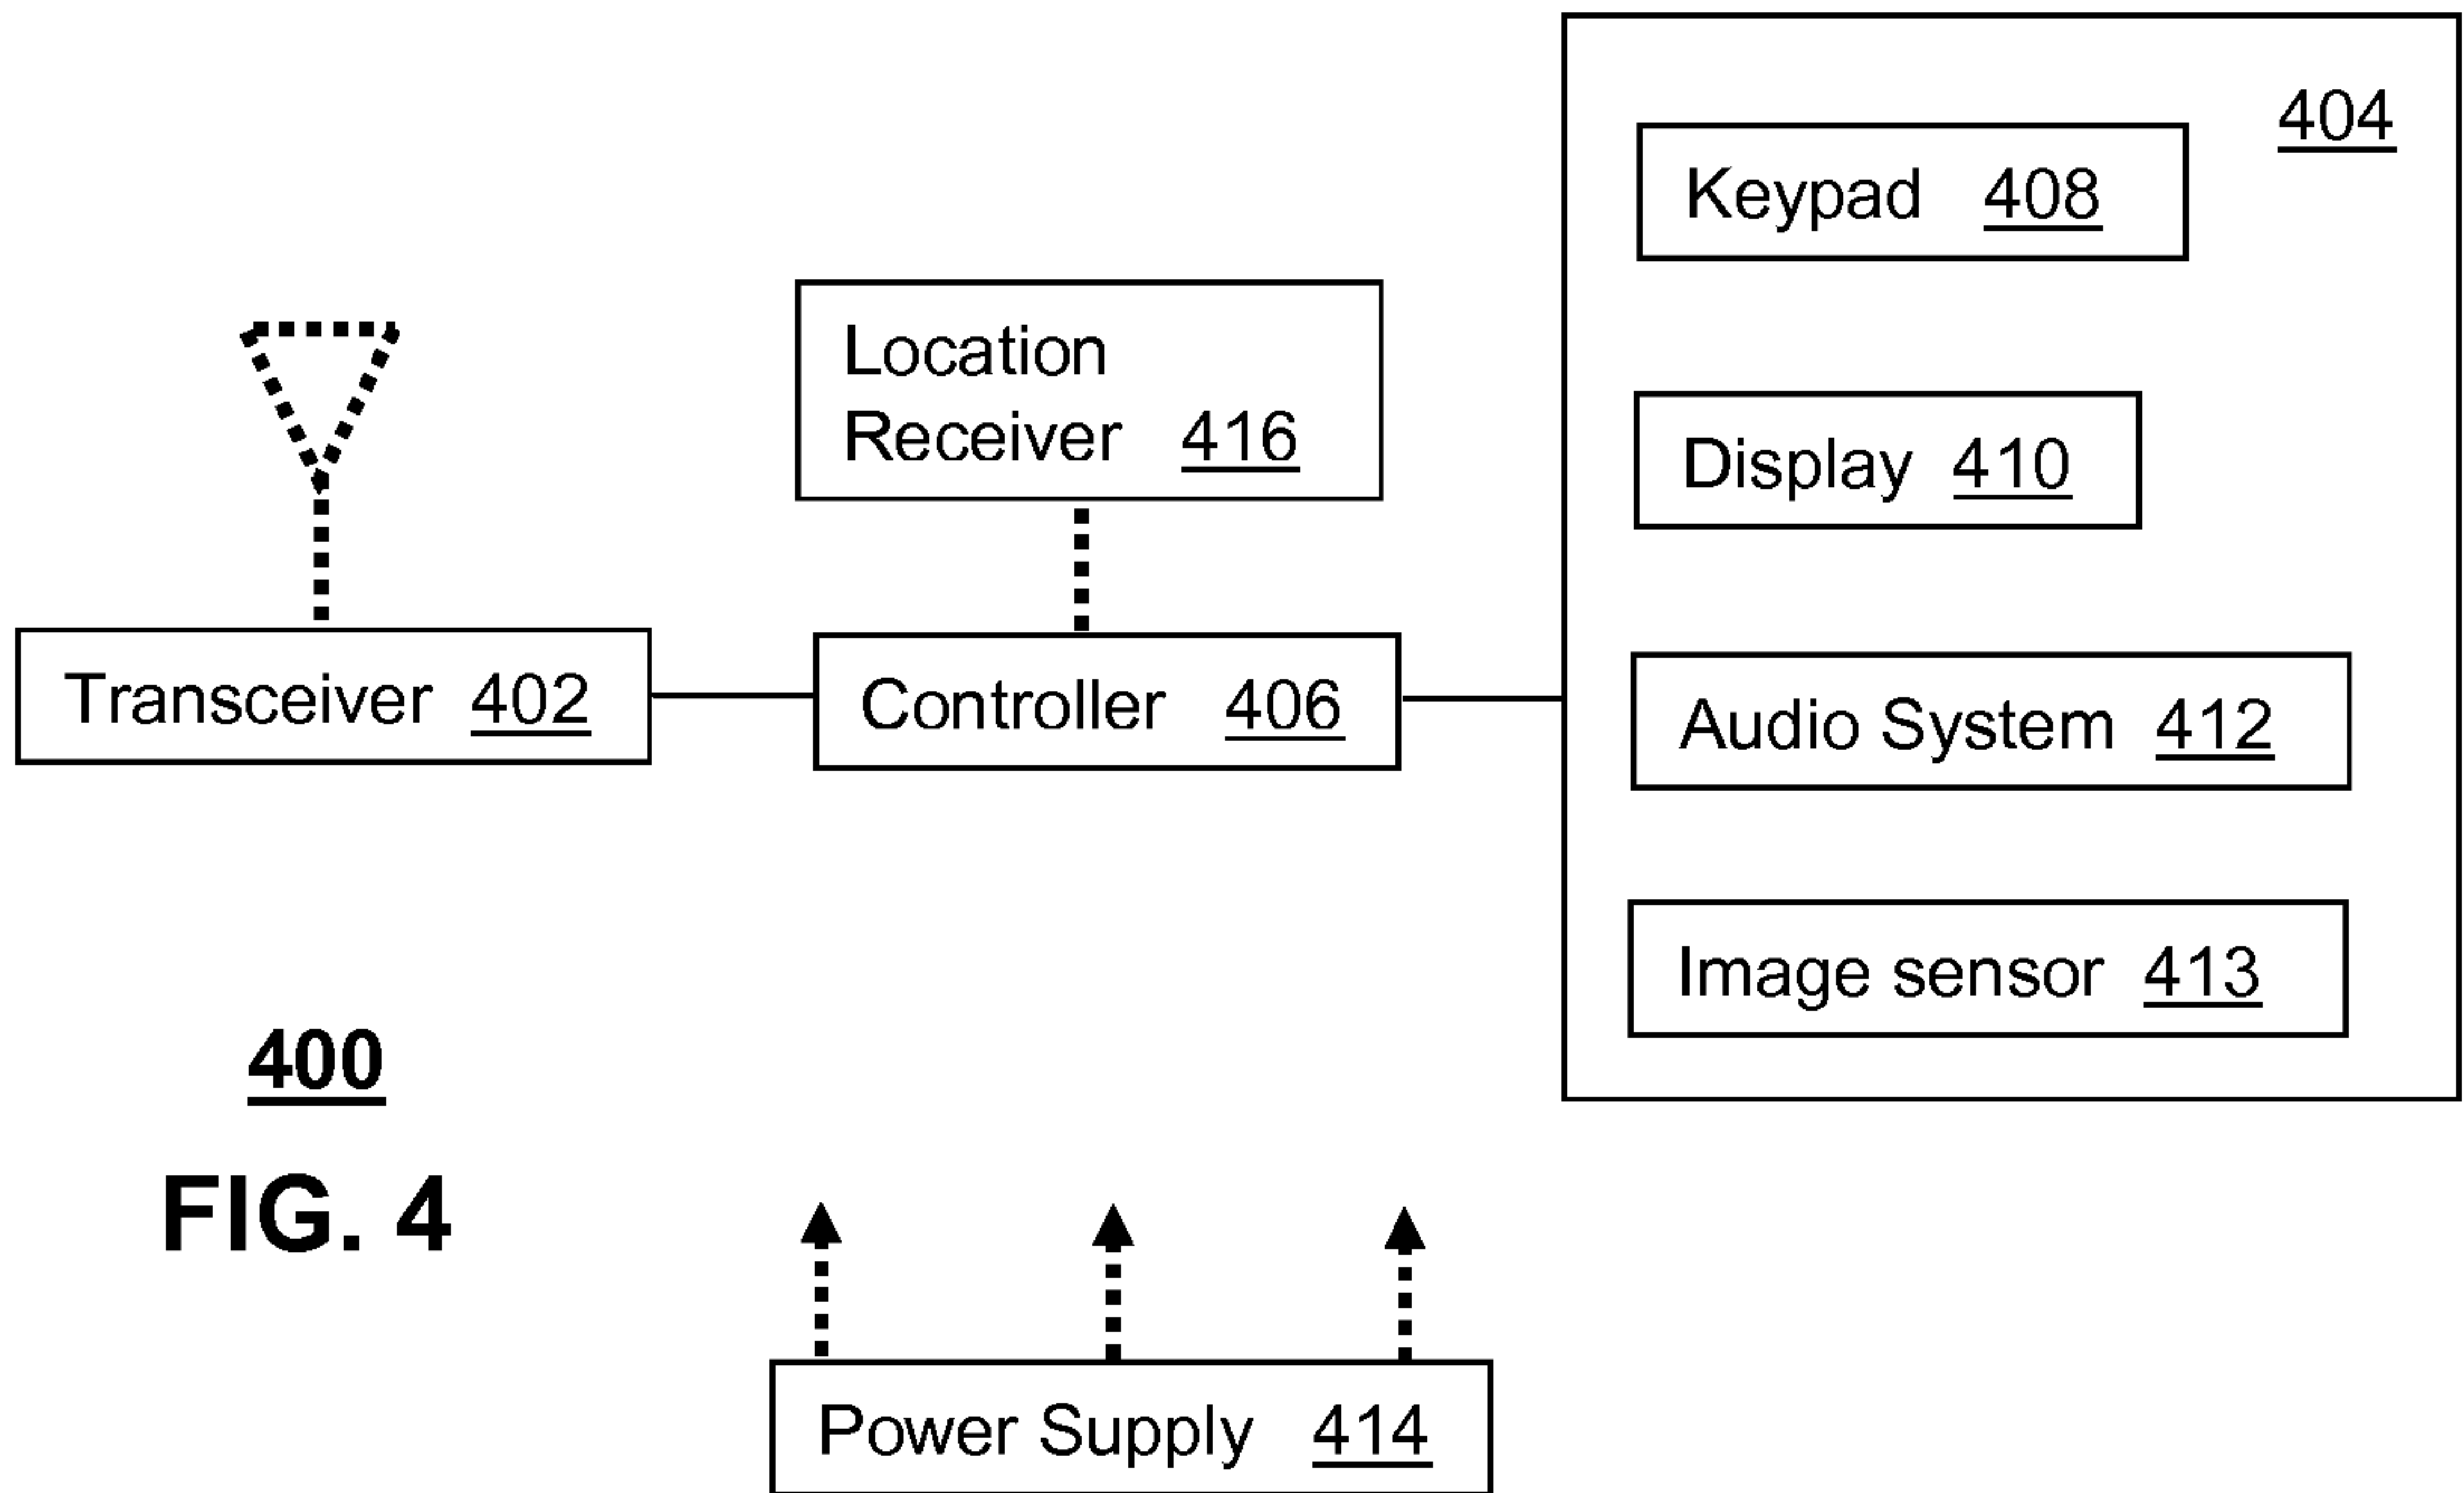 404
Keypad 408
Location
Receiver 416
Display 410
Transceiver 402
Controller 406
Audio System 412
Image sensor 413
400
FIG. 4
Power Supply 414